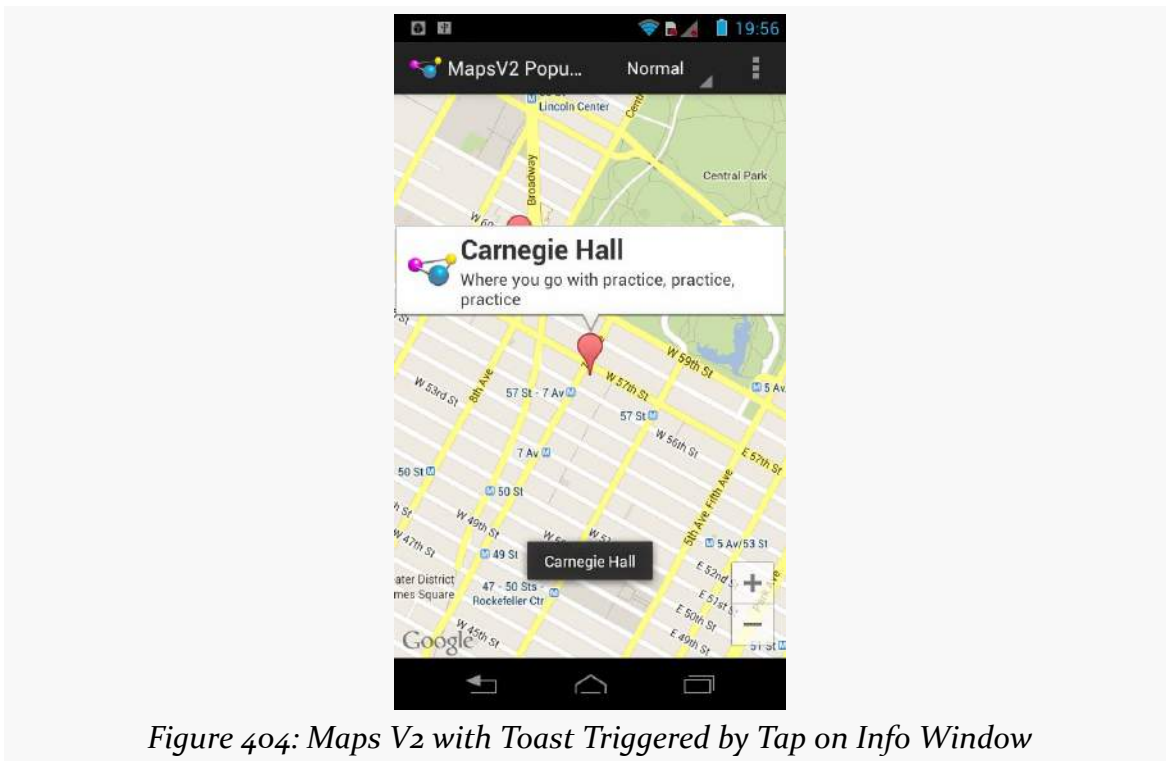 19:56
MapsV2 Popu...
Normal
Lincoln Center
Central Park
Broadway
Carnegie Hall
Where you go with practice, practice,
practice
W 59th St
5 Av
8th Ave
W 53rd St
57 St - 7 Av
W 57th St
57 St
W 56th St
7 Av
E 57th St
50 St
50 St
W 49th St
5th Ave
Fifth Ave
W 47th St
49 St
5 Av/53 St
Carnegie Hall
E 52nd
ater District
mes Square
47 - 50 Sts -
Rockefeller Ctr
E 51st
+
E 50th St
−
W 45th St
E 49th St
51 St
Google
Figure 404: Maps V2 with Toast Triggered by Tap on Info Window